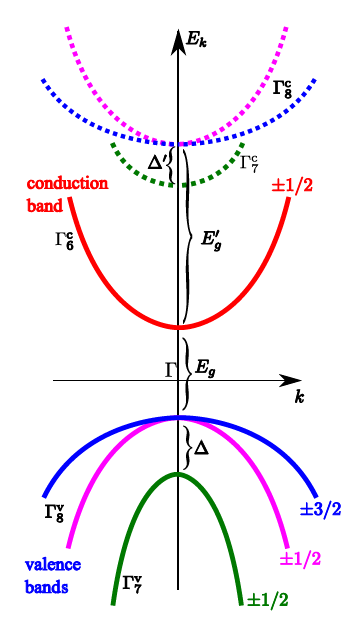 E_k
Γ_8^c
Δ′
Γ_7^c
conduction
band
±1/2
Γ_6^c
E_g′
Γ
E_g
k
Δ
Γ_8^v
±3/2
valence
bands
±1/2
Γ_7^v
±1/2